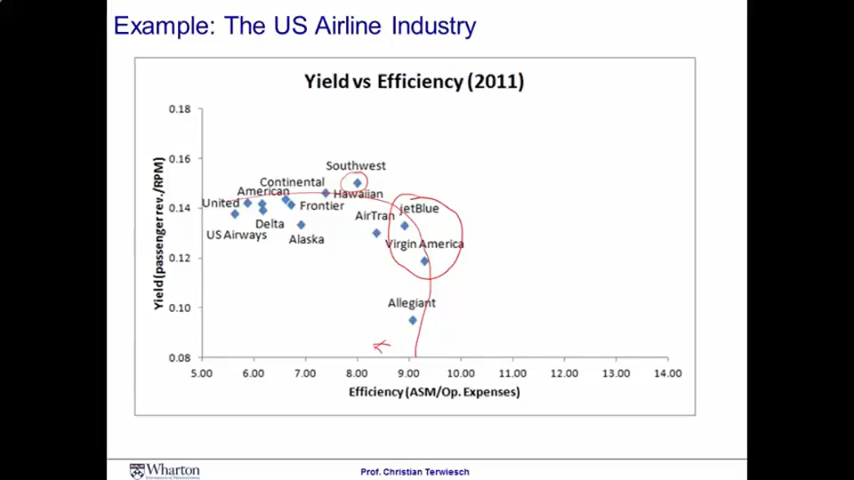 Example: The US Airline Industry
Yield vs Efficiency (2011)
0.18
0.16
0.14
0.12
0.10
0.08
Yield(passenger rev./RPM)
Southwest
Continental
American
Hawaiian
United
Frontier
JetBlue
AirTran
Delta
US Airways
Alaska
Virgin America
Allegiant
5.00 6.00 7.00 8.00 9.00 10.00 11.00 12.00 13.00 14.00
Efficiency (ASM/Op. Expenses)
Wharton
Prof. Christian Terwiesch